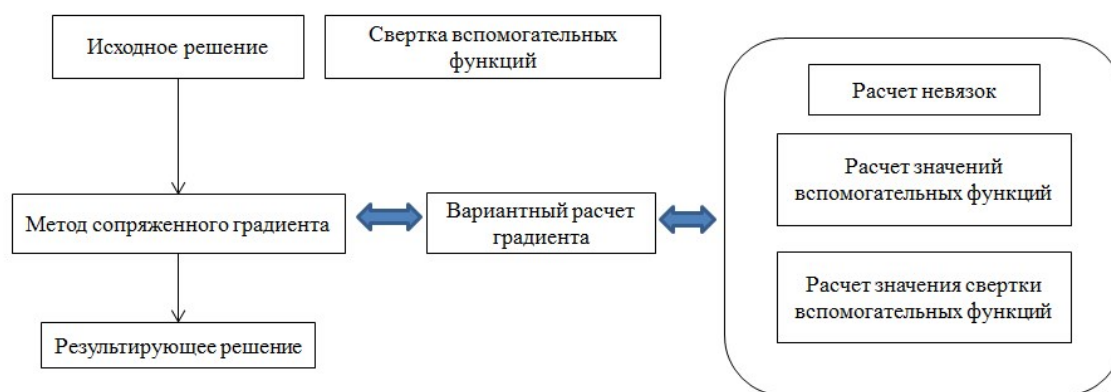 Исходное решение
Свертка вспомогательных
функций
Расчет невязок
Расчет значений
вспомогательных функций
Метод сопряженного градиента
Вариантный расчет
градиента
Расчет значения свертки
вспомогательных функций
Результирующее решение